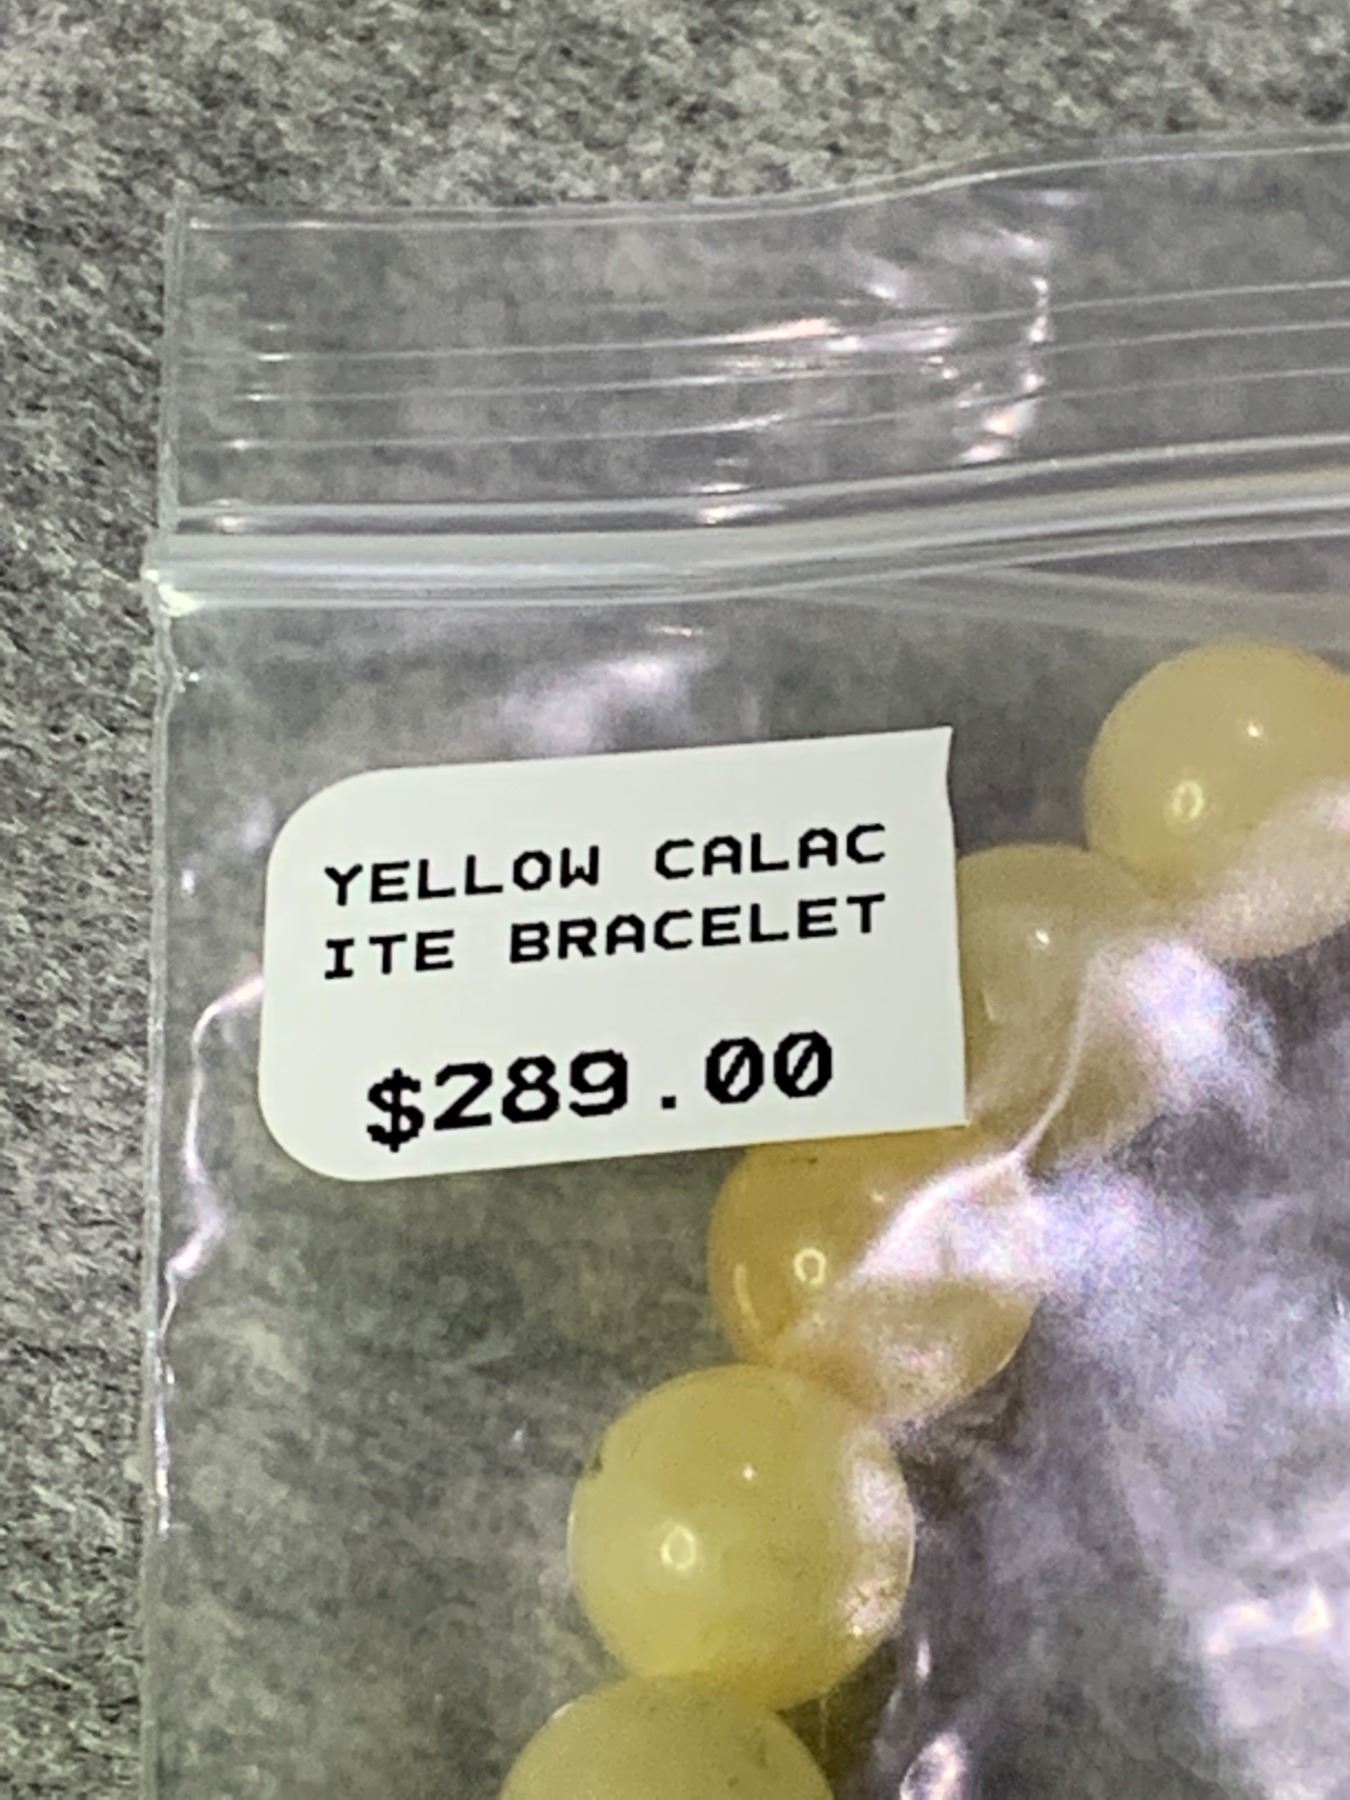 YELLOW CALAC
ITE BRACELET
$289.00